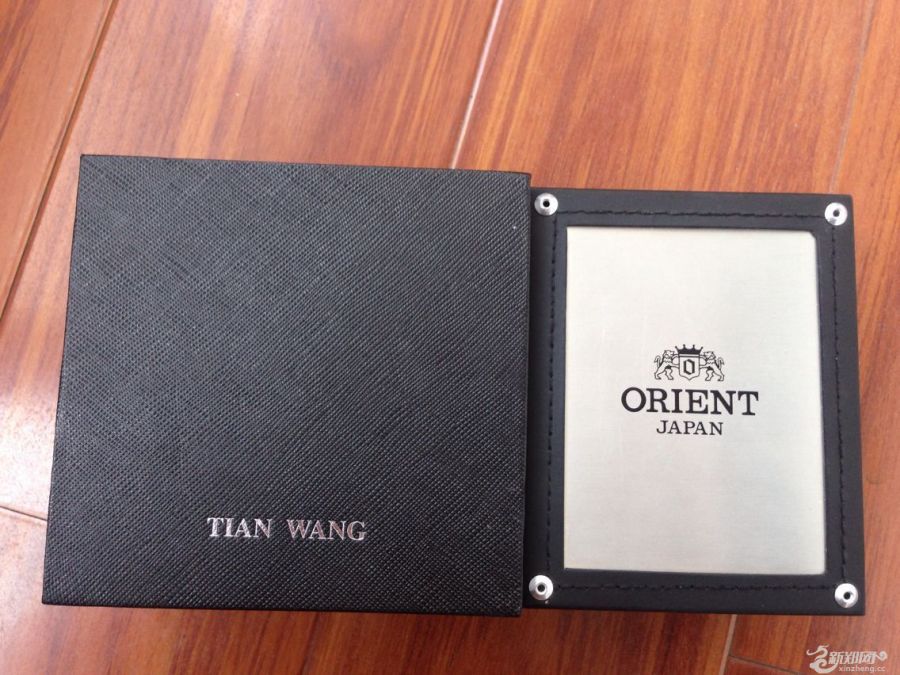 TIAN WANG
O
ORIENT
JAPAN
新郑网
xinzheng.cc